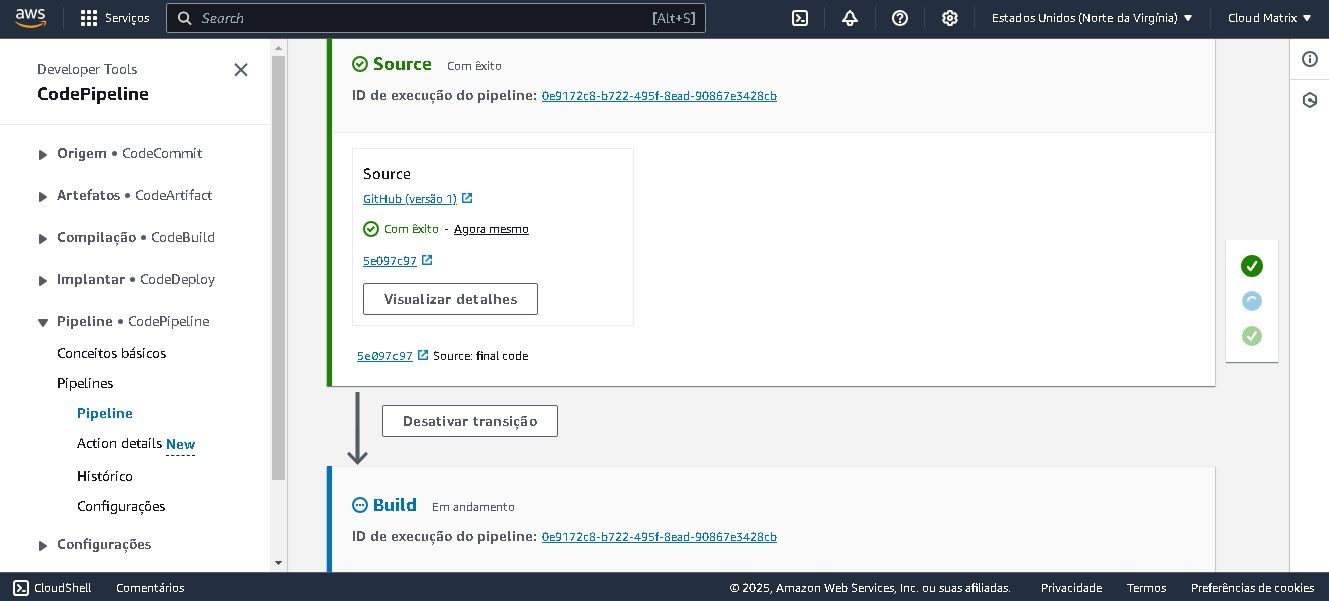 aws
Serviços
Search
[Alt+S]
Estados Unidos (Norte da Virgínia)
Cloud Matrix
Developer Tools
CodePipeline
Origem • CodeCommit
Artefatos • CodeArtifact
Compilação • CodeBuild
Implantar • CodeDeploy
Pipeline • CodePipeline
Conceitos básicos
Pipelines
Pipeline
Action details New
Histórico
Configurações
Configurações
Source Com êxito
ID de execução do pipeline: 0e9172c8-b722-495f-8ead-90867e3428cb
Source
GitHub (versão 1)
Com êxito - Agora mesmo
5e097c97
Visualizar detalhes
5e097c97 Source: final code
Desativar transição
Build Em andamento
ID de execução do pipeline: 0e9172c8-b722-495f-8ead-90867e3428cb
CloudShell
Comentários
© 2025, Amazon Web Services, Inc. ou suas afiliadas.
Privacidade
Termos
Preferências de cookies